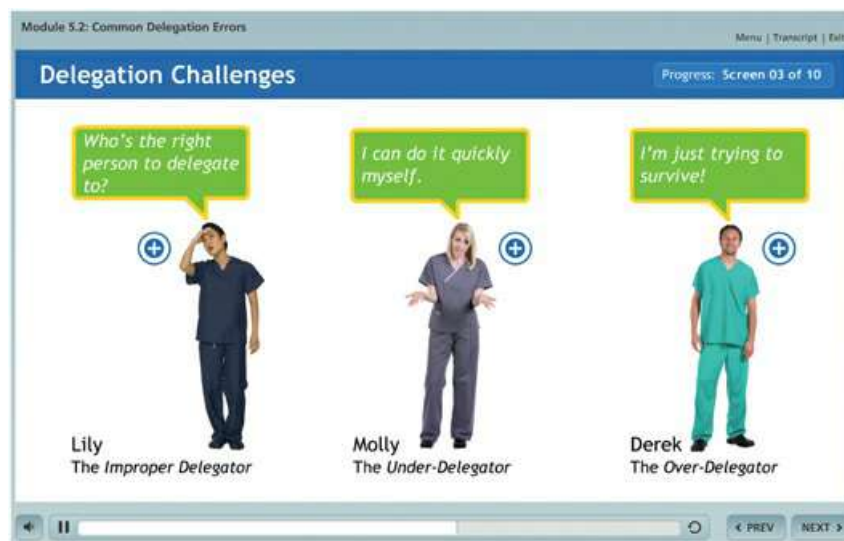 Module 5.2: Common Delegation Errors
Menu | Transcript | Exit
Delegation Challenges
Progress: Screen 03 of 10
Who's the right
person to delegate
to?
I can do it quickly
myself.
I'm just trying to
survive!
Lily
The Improper Delegator
Molly
The Under-Delegator
Derek
The Over-Delegator
PREV
NEXT